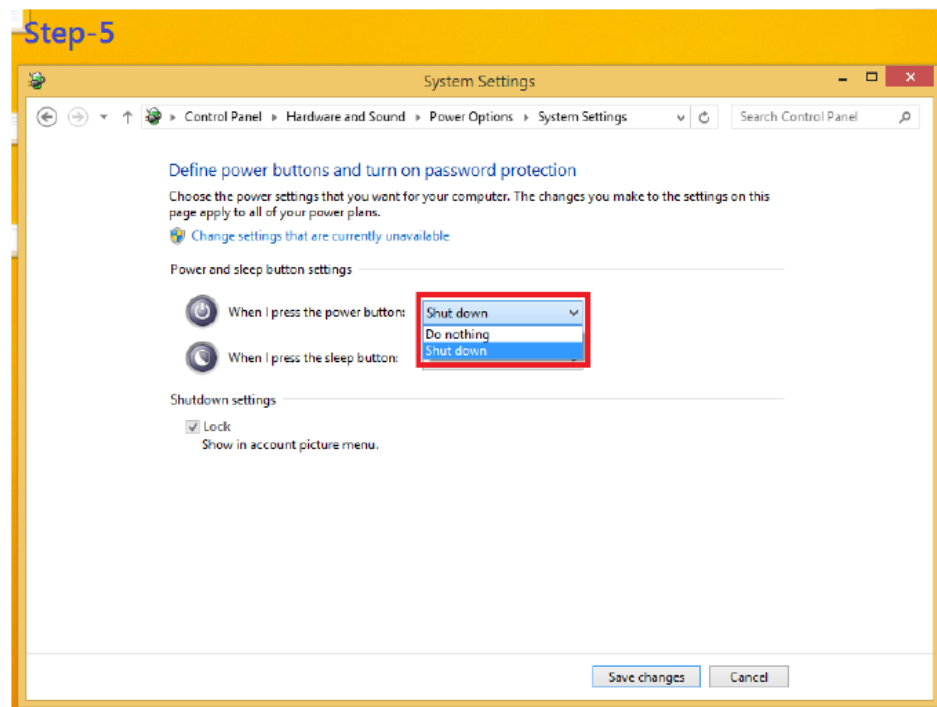 Step-5
System Settings
Control Panel Hardware and Sound Power Options System Settings Search Control Panel
Define power buttons and turn on password protection
Choose the power settings that you want for your computer. The changes you make to the settings on this
page apply to all of your power plans.
Change settings that are currently unavailable
Power and sleep button settings
When I press the power button: Shut down
Do nothing
Shut down
When I press the sleep button:
Shutdown settings
Lock
Show in account picture menu.
Save changes Cancel